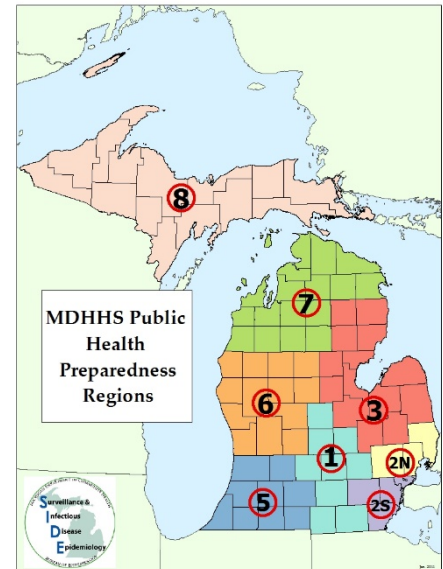 8
7
MDHHS Public
Health
Preparedness
Regions
6
3
1
2N
5
2S
Surveillance &
Infectious
Disease
Epidemiology